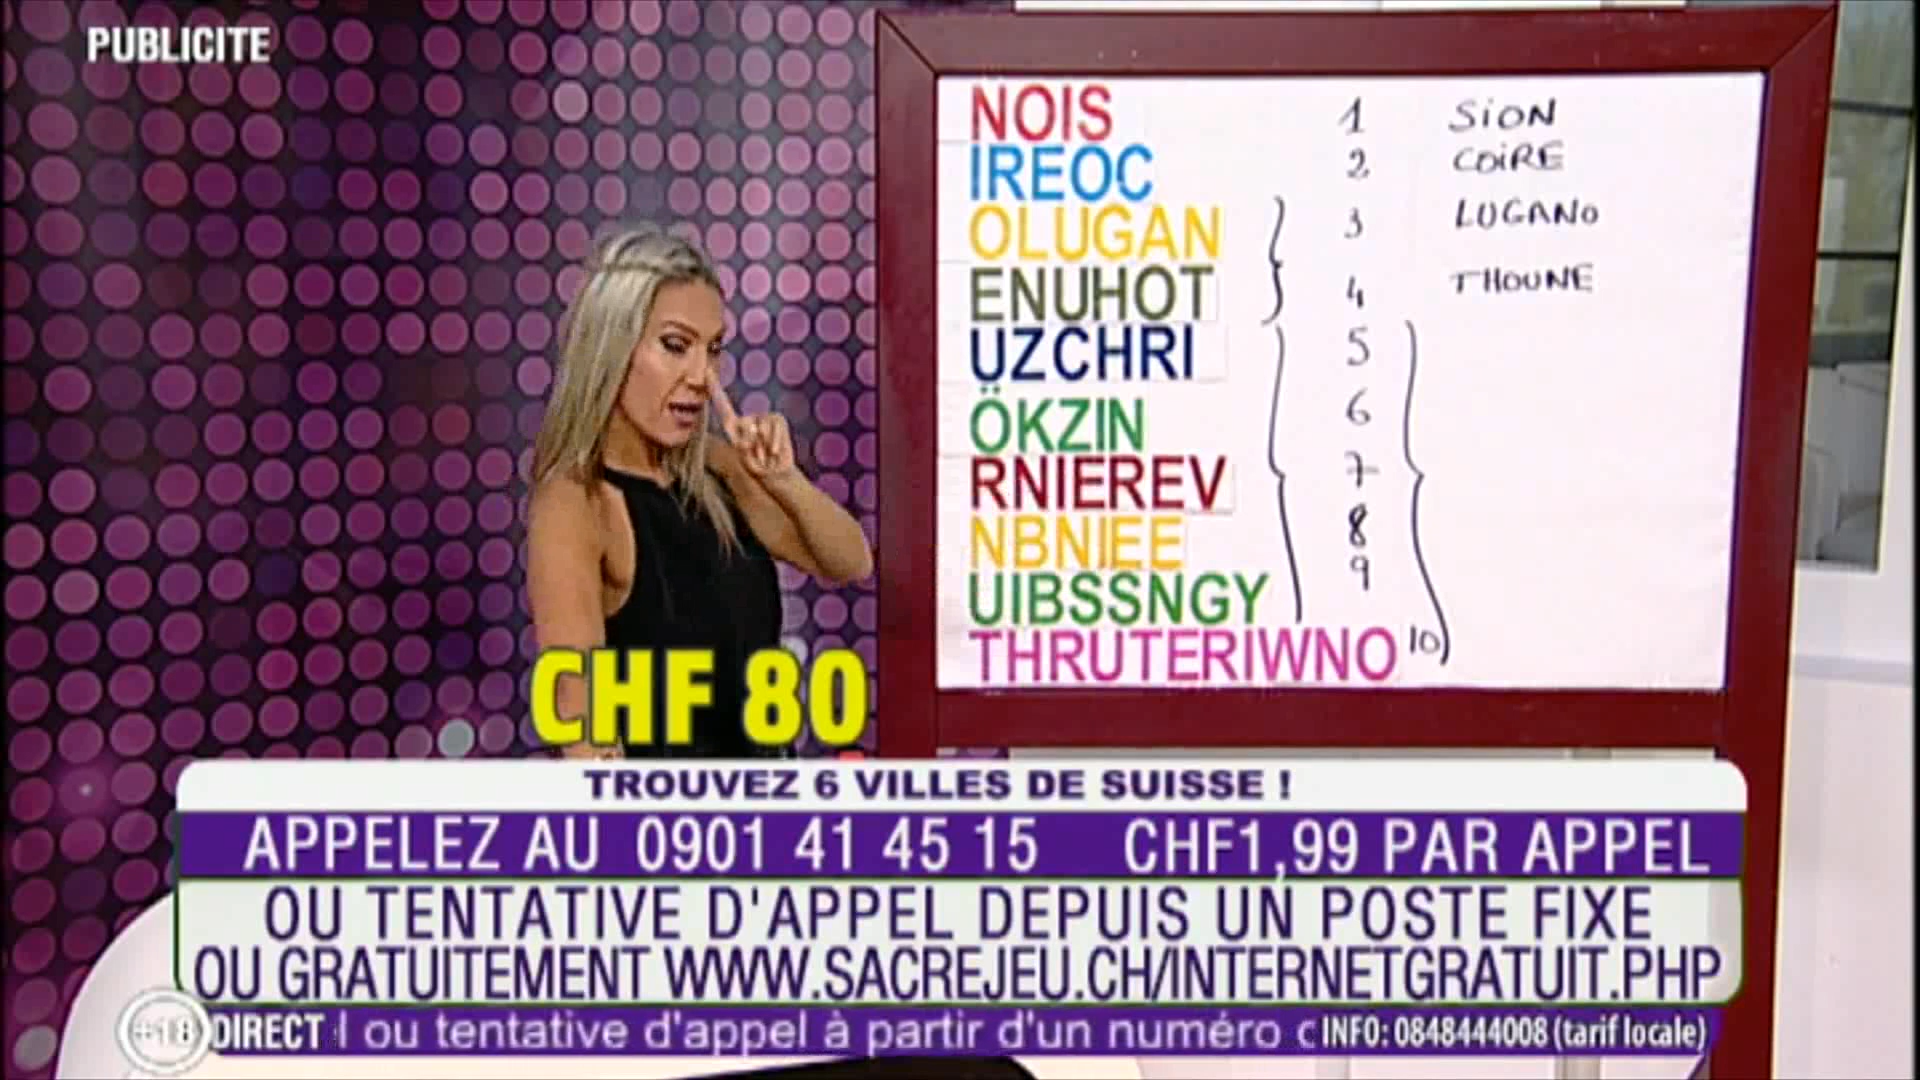 PUBLICITE
NOIS 1 SION
IREOC 2 COIRE
OLUGAN 3 LUGANO
ENUHOT 4 THOUNE
UZCHRI 5
ÖKZIN 6
RNIEREV 7
NBNIEE 8
UIBSSNGY 9
THRUTERIWNO 10
CHF 80
TROUVEZ 6 VILLES DE SUISSE !
APPELEZ AU 0901 41 45 15 CHF1,99 PAR APPEL
OU TENTATIVE D'APPEL DEPUIS UN POSTE FIXE
OU GRATUITEMENT WWW.SACREJEU.CH/INTERNETGRATUIT.PHP
+18 DIRECT l ou tentative d'appel à partir d'un numéro c INFO: 0848444008 (tarif locale)